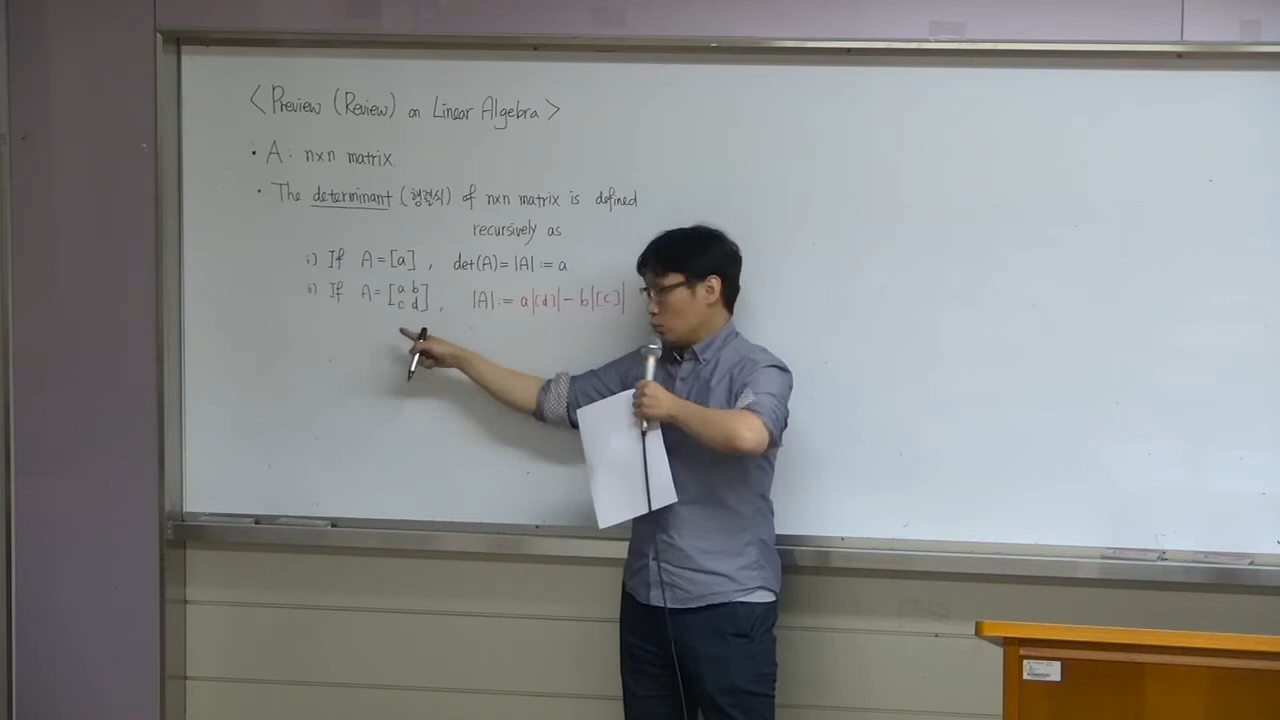 <Preview (Review) on Linear Algebra>
· A : n×n matrix
· The determinant (행렬식) of n×n matrix is defined
recursively as
i) If A = [a] , det(A) = |A| := a
ii) If A = [a b c d] , |A| := a|[d]| − b|[c]|